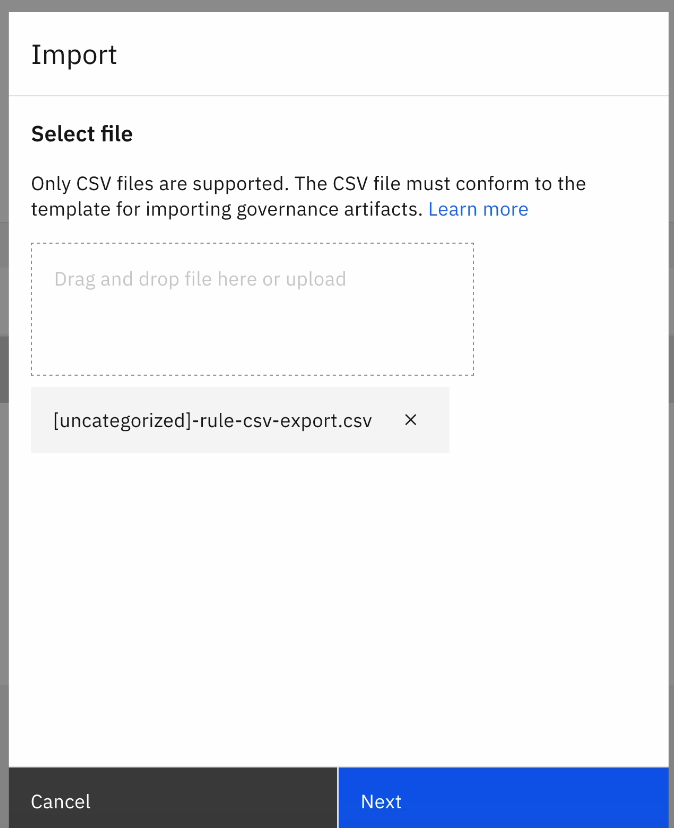 Import
Select file
Only CSV files are supported. The CSV file must conform to the
template for importing governance artifacts. Learn more
Drag and drop file here or upload
[uncategorized]-rule-csv-export.csv ×
Cancel
Next